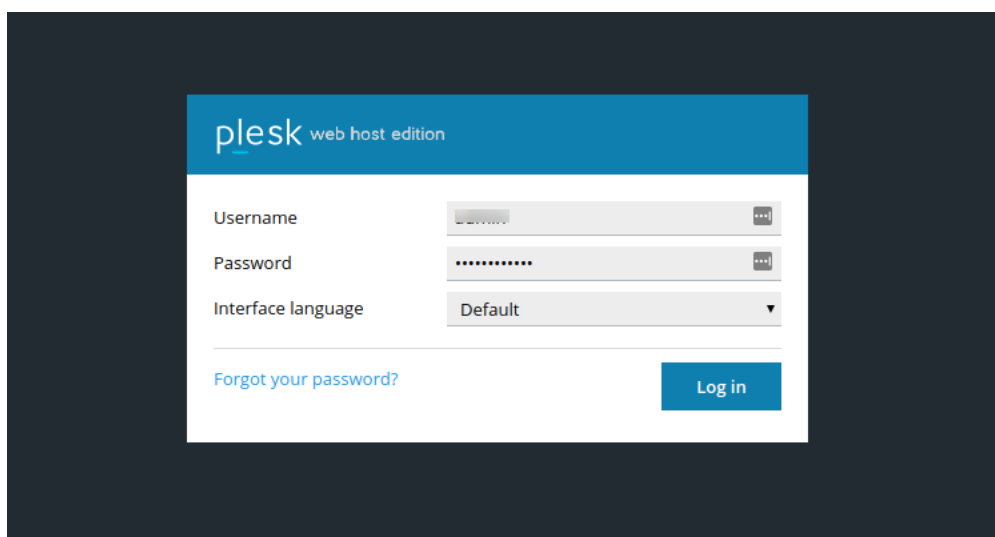 plesk web host edition
Username
Password ••••••••••••
Interface language Default
Forgot your password? Log in